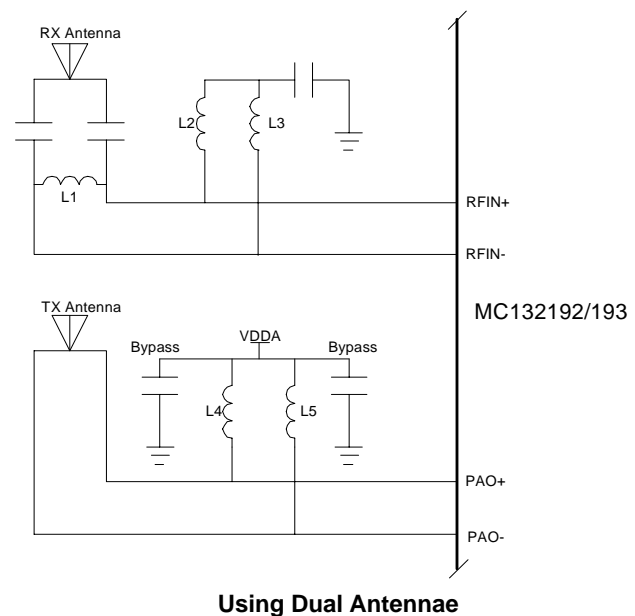 RX Antenna
L2
L3
L1
RFIN+
RFIN-
MC132192/193
TX Antenna
Bypass
VDDA
Bypass
L4
L5
PAO+
PAO-
Using Dual Antennae